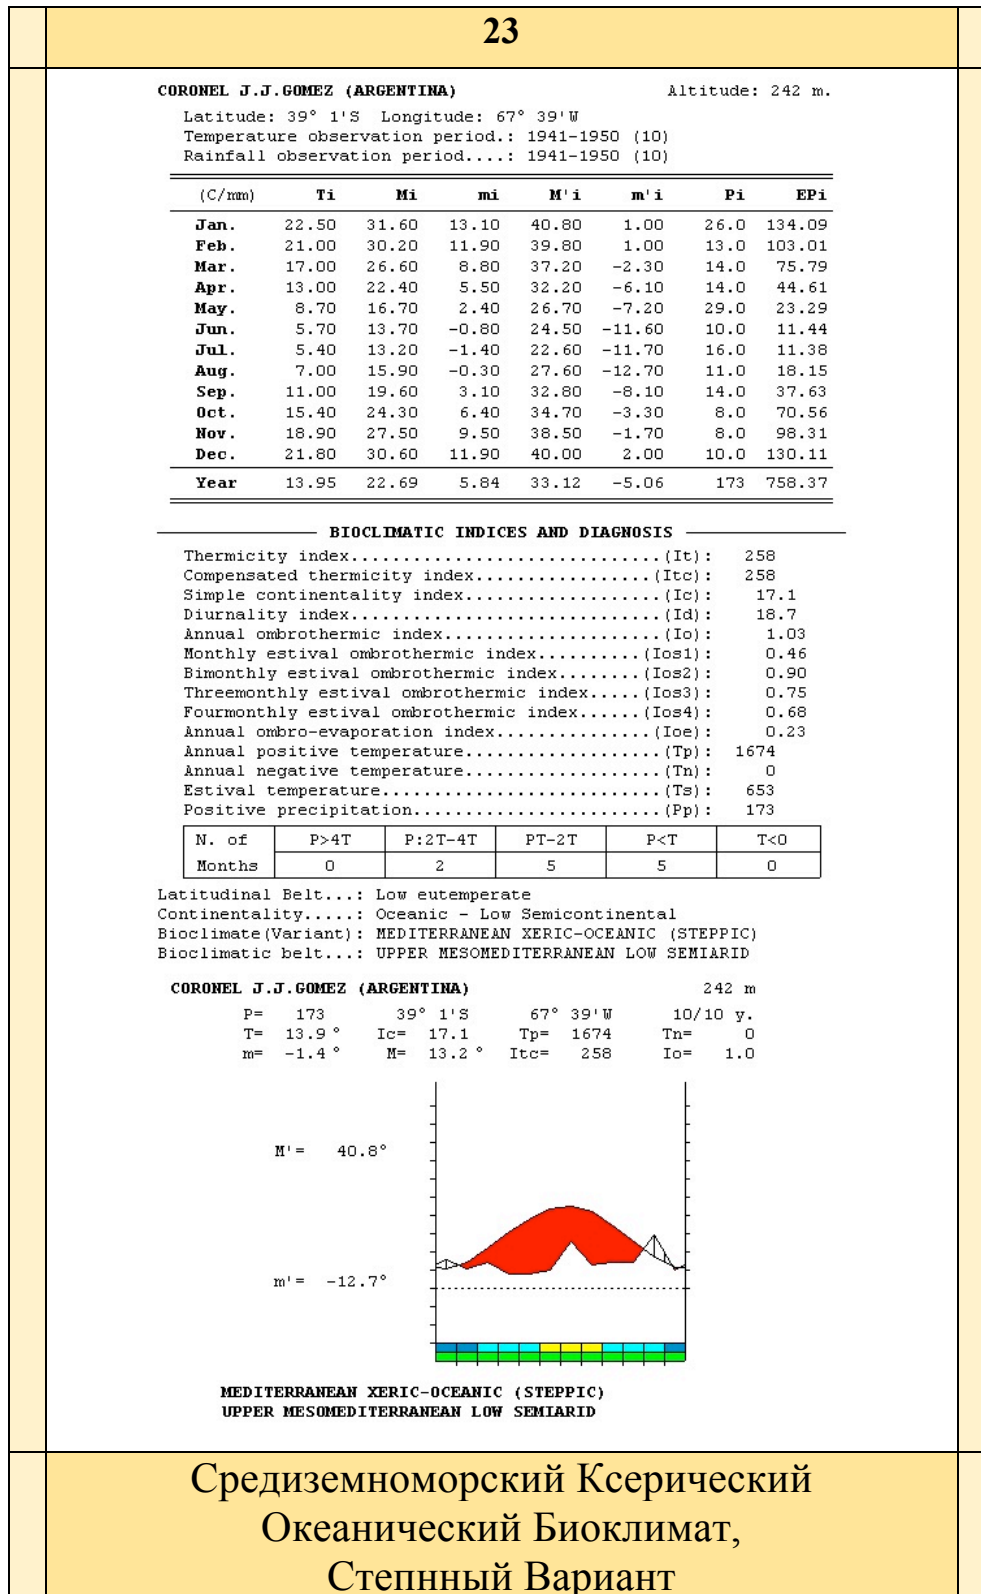 23
CORONEL J.J.GOMEZ (ARGENTINA) Altitude: 242 m.
Latitude: 39° 1'S Longitude: 67° 39'W
Temperature observation period.: 1941-1950 (10)
Rainfall observation period....: 1941-1950 (10)
(C/mm) Ti Mi mi M'i m'i Pi EPi
Jan. 22.50 31.60 13.10 40.80 1.00 26.0 134.09
Feb. 21.00 30.20 11.90 39.80 1.00 13.0 103.01
Mar. 17.00 26.60 8.80 37.20 -2.30 14.0 75.79
Apr. 13.00 22.40 5.50 32.20 -6.10 14.0 44.61
May. 8.70 16.70 2.40 26.70 -7.20 29.0 23.29
Jun. 5.70 13.70 -0.80 24.50 -11.60 10.0 11.44
Jul. 5.40 13.20 -1.40 22.60 -11.70 16.0 11.38
Aug. 7.00 15.90 -0.30 27.60 -12.70 11.0 18.15
Sep. 11.00 19.60 3.10 32.80 -8.10 14.0 37.63
Oct. 15.40 24.30 6.40 34.70 -3.30 8.0 70.56
Nov. 18.90 27.50 9.50 38.50 -1.70 8.0 98.31
Dec. 21.80 30.60 11.90 40.00 2.00 10.0 130.11
Year 13.95 22.69 5.84 33.12 -5.06 173 758.37
BIOCLIMATIC INDICES AND DIAGNOSIS
Thermicity index..............................(It): 258
Compensated thermicity index.................(Itc): 258
Simple continentality index...................(Ic): 17.1
Diurnality index..............................(Id): 18.7
Annual ombrothermic index.....................(Io): 1.03
Monthly estival ombrothermic index..........(Ios1): 0.46
Bimonthly estival ombrothermic index........(Ios2): 0.90
Threemonthly estival ombrothermic index.....(Ios3): 0.75
Fourmonthly estival ombrothermic index......(Ios4): 0.68
Annual ombro-evaporation index...............(Ioe): 0.23
Annual positive temperature...................(Tp): 1674
Annual negative temperature...................(Tn): 0
Estival temperature...........................(Ts): 653
Positive precipitation........................(Pp): 173
N. of P>4T P:2T-4T PT-2T P<T T<0
Months 0 2 5 5 0
Latitudinal Belt...: Low eutemperate
Continentality.....: Oceanic - Low Semicontinental
Bioclimate(Variant): MEDITERRANEAN XERIC-OCEANIC (STEPPIC)
Bioclimatic belt...: UPPER MESOMEDITERRANEAN LOW SEMIARID
CORONEL J.J.GOMEZ (ARGENTINA) 242 m
P= 173 39° 1'S 67° 39'W 10/10 y.
T= 13.9 ° Ic= 17.1 Tp= 1674 Tn= 0
m= -1.4 ° M= 13.2 ° Itc= 258 Io= 1.0
M'= 40.8°
m'= -12.7°
MEDITERRANEAN XERIC-OCEANIC (STEPPIC)
UPPER MESOMEDITERRANEAN LOW SEMIARID
Средиземноморский Ксерический
Океанический Биоклимат,
Степнный Вариант